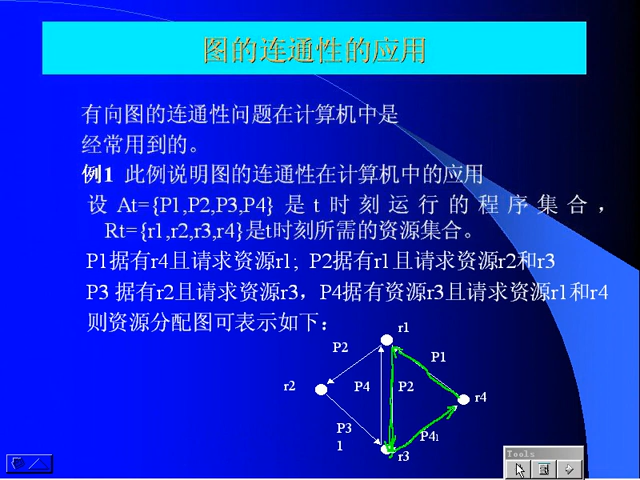 图的连通性的应用
有向图的连通性问题在计算机中是
经常用到的。
例1 此例说明图的连通性在计算机中的应用
设 At={P1,P2,P3,P4} 是 t 时刻运行的程序集合，
Rt={r1,r2,r3,r4}是t时刻所需的资源集合。
P1据有r4且请求资源r1; P2据有r1且请求资源r2和r3
P3 据有r2且请求资源r3，P4据有资源r3且请求资源r1和r4
则资源分配图可表示如下：
r1
P2
P1
r2
P4
P2
r4
P3
1
P41
r3
Tools